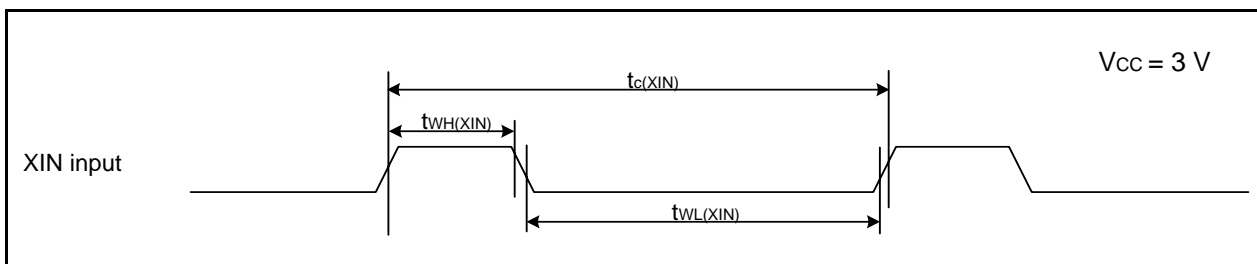 VCC = 3 V
tc(XIN)
tWH(XIN)
XIN input
tWL(XIN)